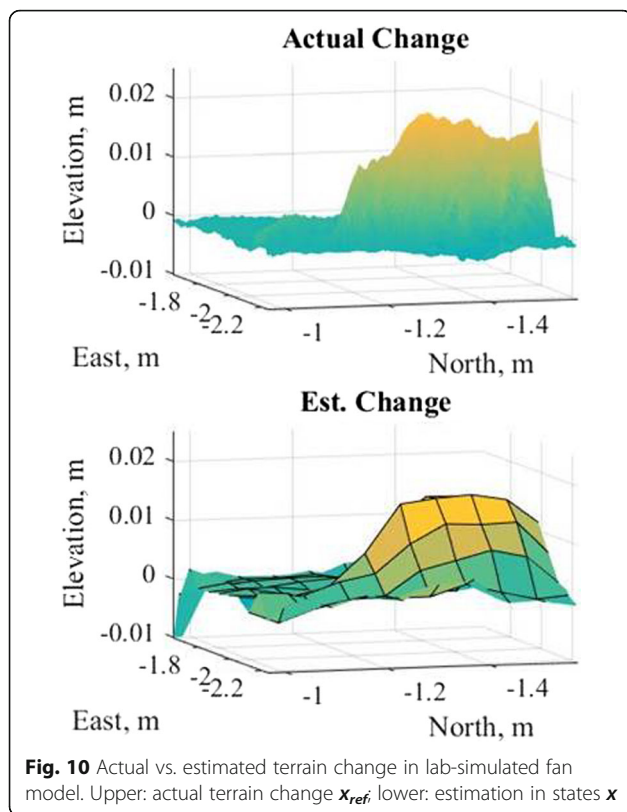 Actual Change
0.02
0.01
0
-0.01
Elevation, m
-1.8
-2
-2.2
East, m
-1
-1.2
-1.4
North, m
Est. Change
0.02
0.01
0
-0.01
Elevation, m
-1.8
-2
-2.2
East, m
-1
-1.2
-1.4
North, m
Fig. 10 Actual vs. estimated terrain change in lab-simulated fan
model. Upper: actual terrain change x_ref; lower: estimation in states x